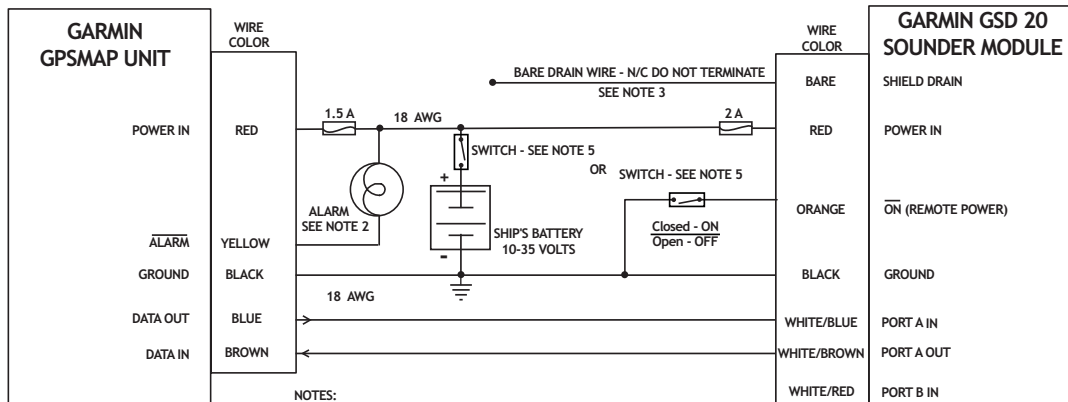 GARMIN
GPSMAP UNIT
WIRE
COLOR
WIRE
COLOR
GARMIN GSD 20
SOUNDER MODULE
BARE DRAIN WIRE - N/C DO NOT TERMINATE
SEE NOTE 3
BARE
SHIELD DRAIN
POWER IN
RED
1.5 A
18 AWG
2 A
RED
POWER IN
SWITCH - SEE NOTE 5
OR
SWITCH - SEE NOTE 5
+
ALARM
SEE NOTE 2
SHIP'S BATTERY
10-35 VOLTS
-
Closed - ON
Open - OFF
ORANGE
ON (REMOTE POWER)
ALARM
YELLOW
GROUND
BLACK
BLACK
GROUND
18 AWG
DATA OUT
BLUE
WHITE/BLUE
PORT A IN
DATA IN
BROWN
WHITE/BROWN
PORT A OUT
NOTES:
WHITE/RED
PORT B IN